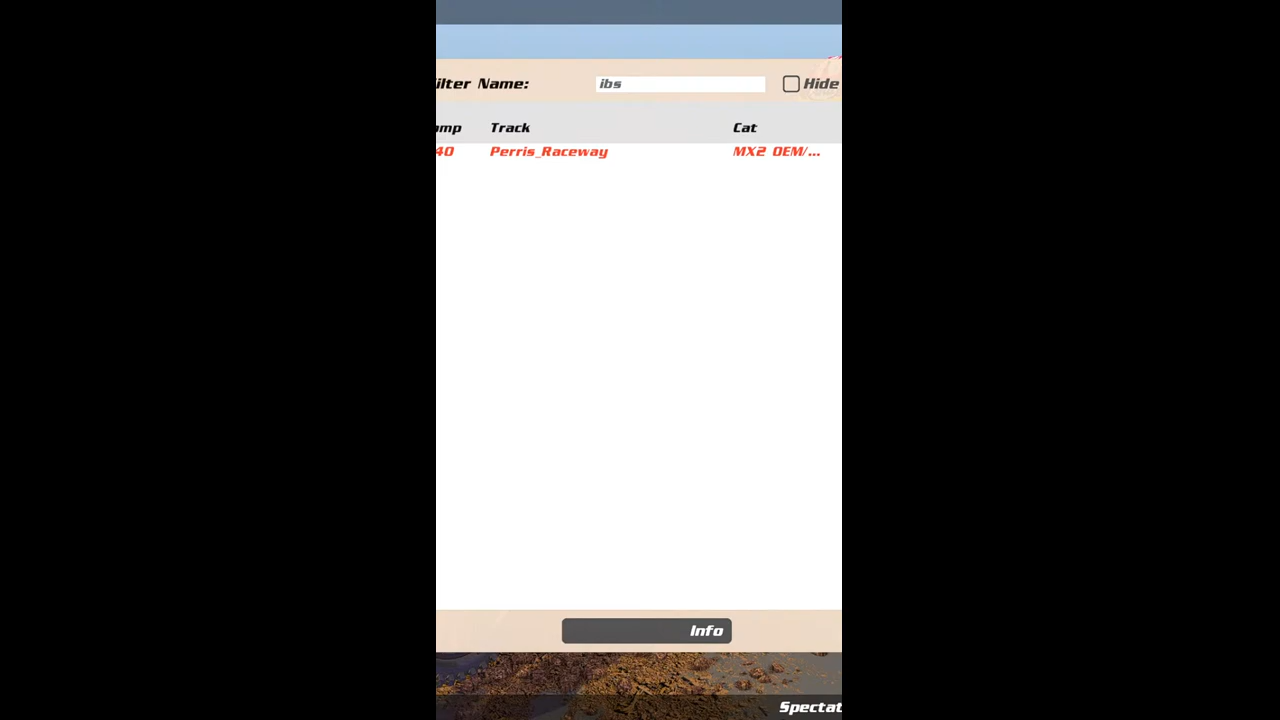 ilter Name: ibs Hide
mp Track Cat
40 Perris_Raceway MX2 OEM/...
Info
Spectat